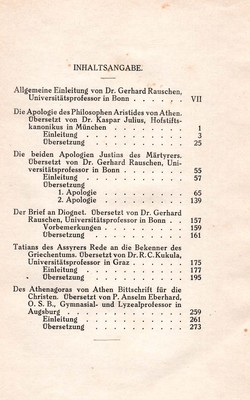 INHALTSANGABE.
Allgemeine Einleitung von Dr. Gerhard Rauschen,
Universitätsprofessor in Bonn . . . . . . VII
Die Apologie des Philosophen Aristides von Athen.
Übersetzt von Dr. Kaspar Julius, Hofstifts-
kanonikus in München . . . . . . 1
Einleitung . . . . . . 3
Übersetzung . . . . . . 25
Die beiden Apologien Justins des Märtyrers.
Übersetzt von Dr. Gerhard Rauschen, Uni-
versitätsprofessor in Bonn . . . . . . 55
Einleitung . . . . . . 57
Übersetzung
1. Apologie . . . . . . 65
2. Apologie . . . . . . 139
Der Brief an Diognet. Übersetzt von Dr. Gerhard
Rauschen, Universitätsprofessor in Bonn . . 157
Vorbemerkungen . . . . . . 159
Übersetzung . . . . . . 161
Tatians des Assyrers Rede an die Bekenner des
Griechentums. Übersetzt von Dr. R. C. Kukula,
Universitätsprofessor in Graz . . . . . 175
Einleitung . . . . . . 177
Übersetzung . . . . . . 195
Des Athenagoras von Athen Bittschrift für die
Christen. Übersetzt von P. Anselm Eberhard,
O. S. B., Gymnasial- und Lyzealprofessor in
Augsburg . . . . . . 259
Einleitung . . . . . . 261
Übersetzung . . . . . . 273